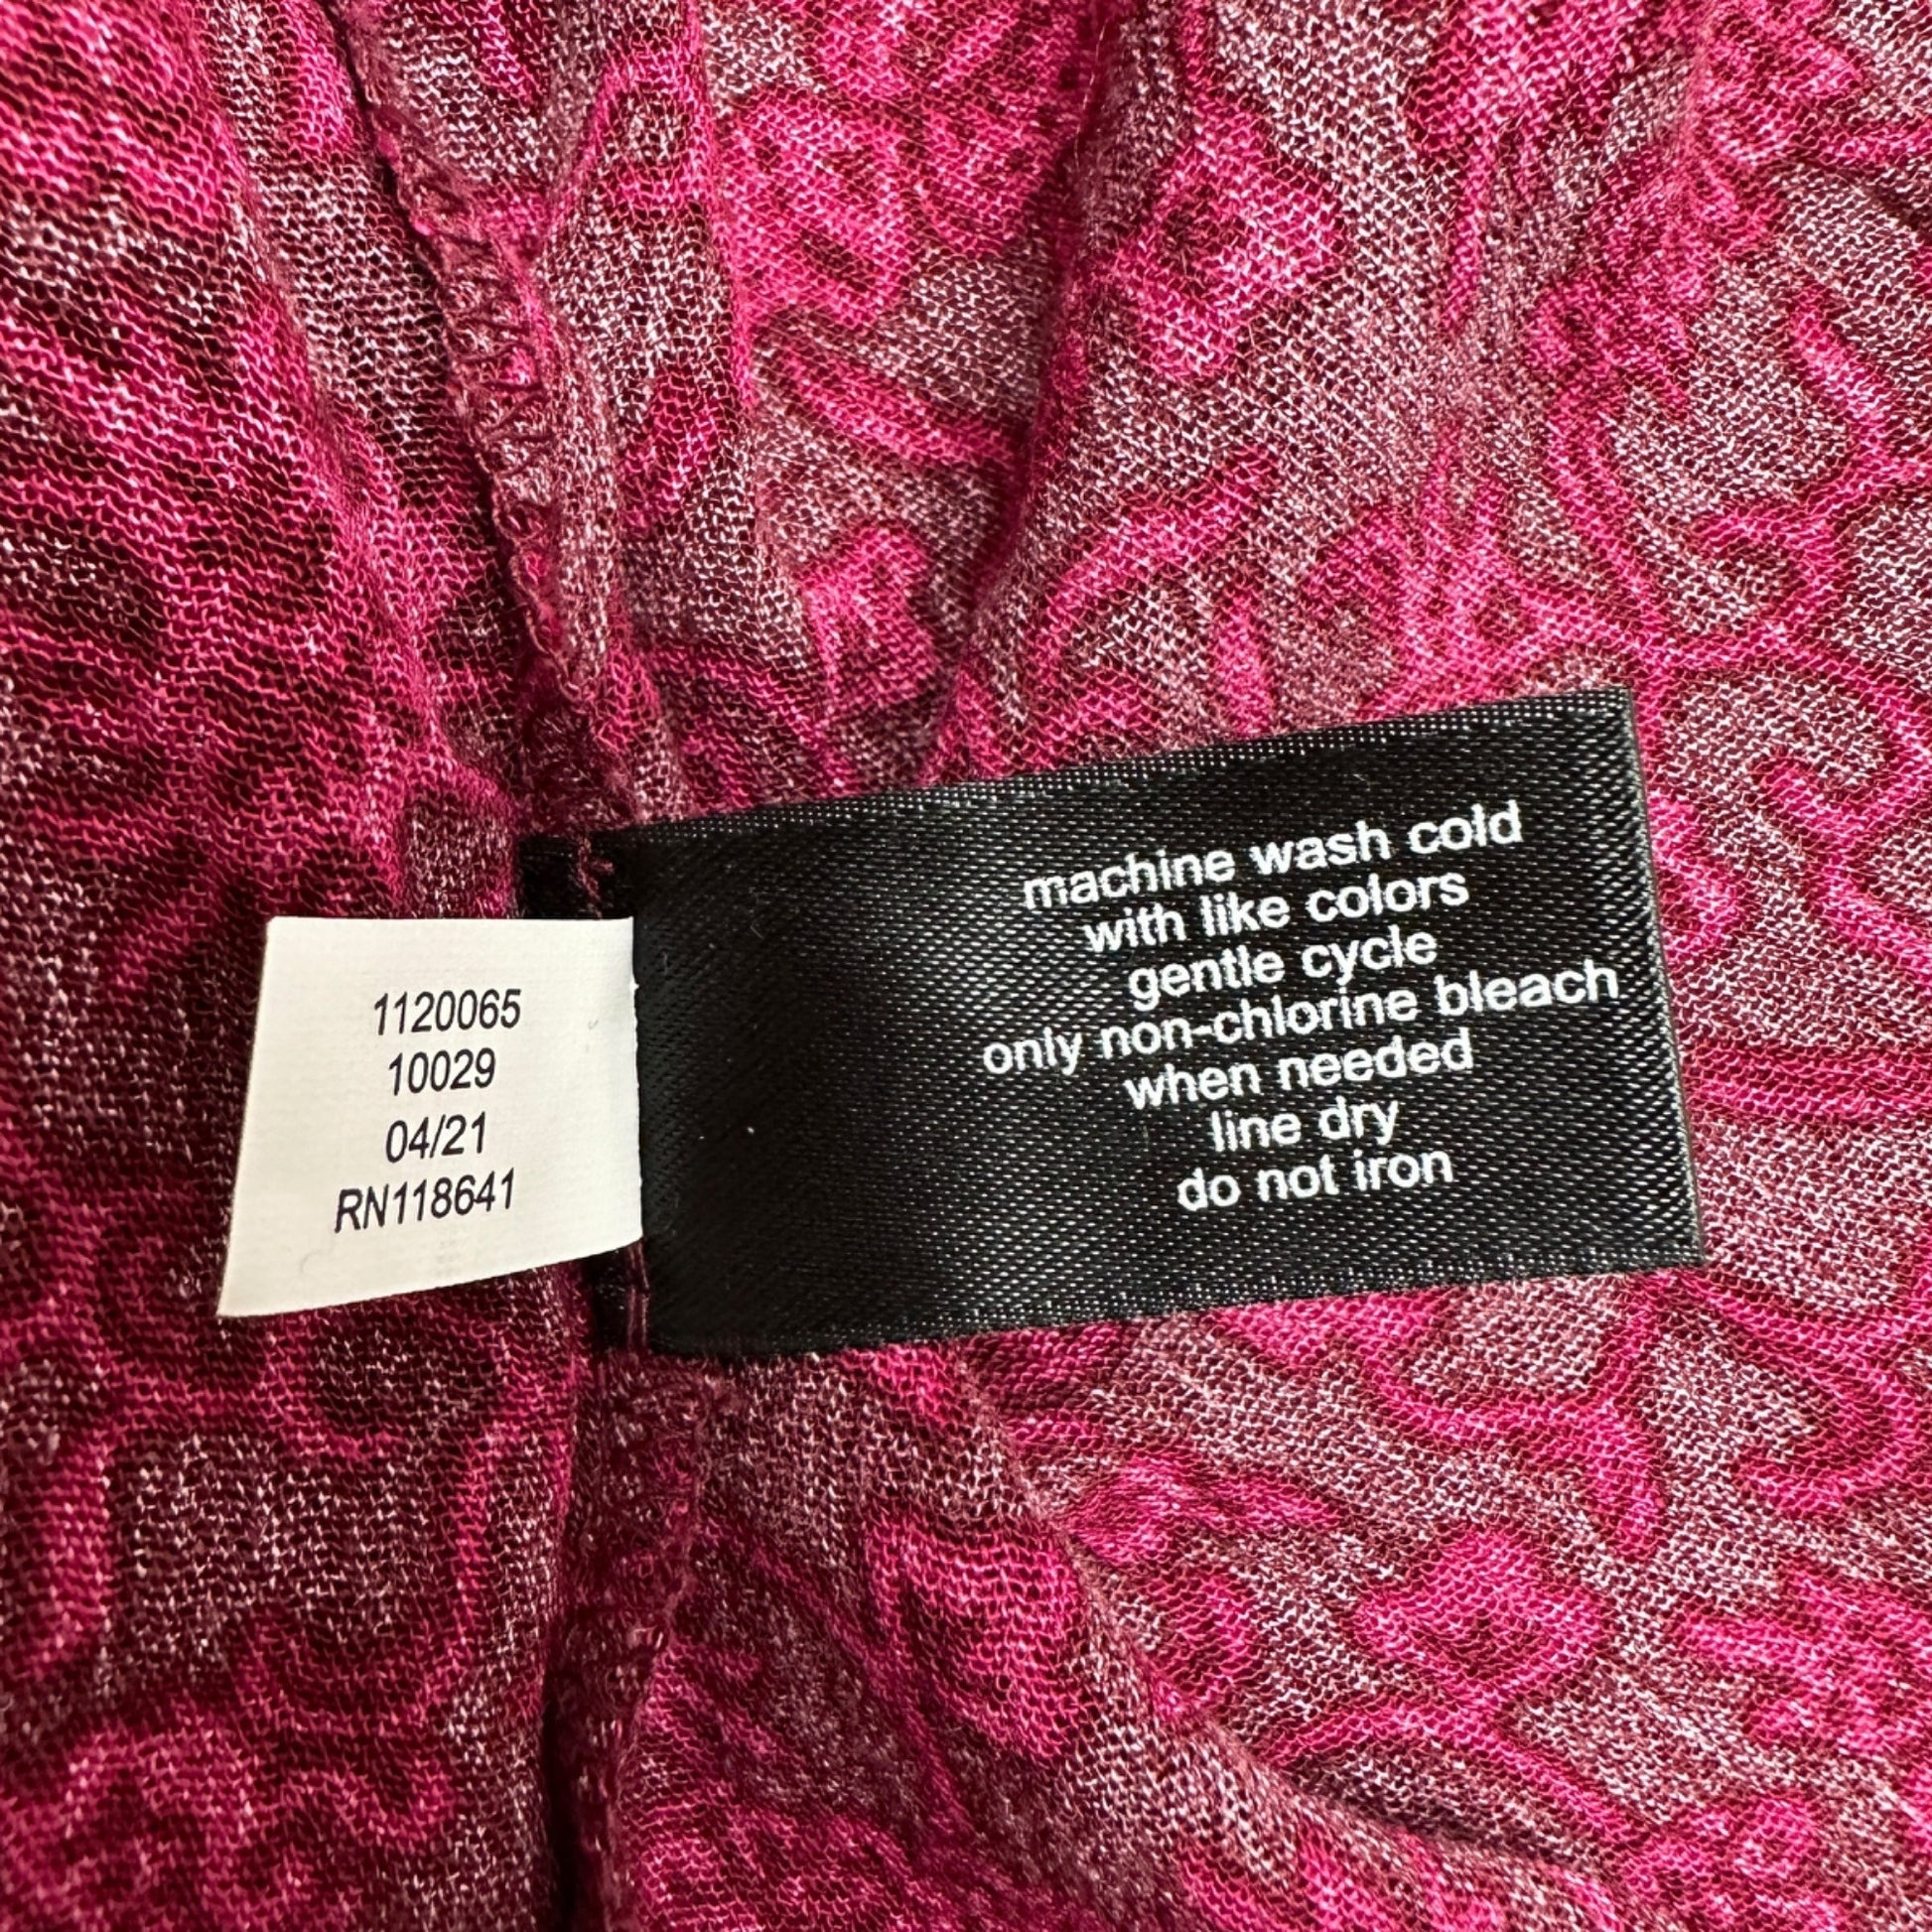 1120065
10029
04/21
RN118641
machine wash cold
with like colors
gentle cycle
only non-chlorine bleach
when needed
line dry
do not iron